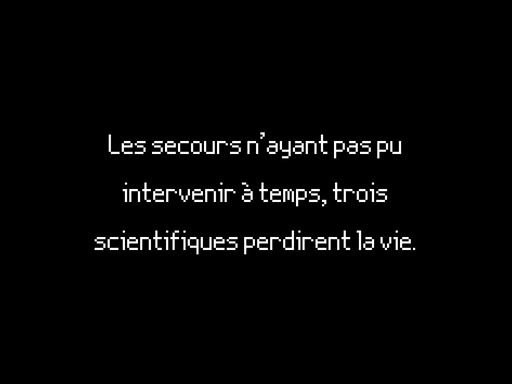 Les secours n'ayant pas pu
intervenir à temps, trois
scientifiques perdirent la vie.